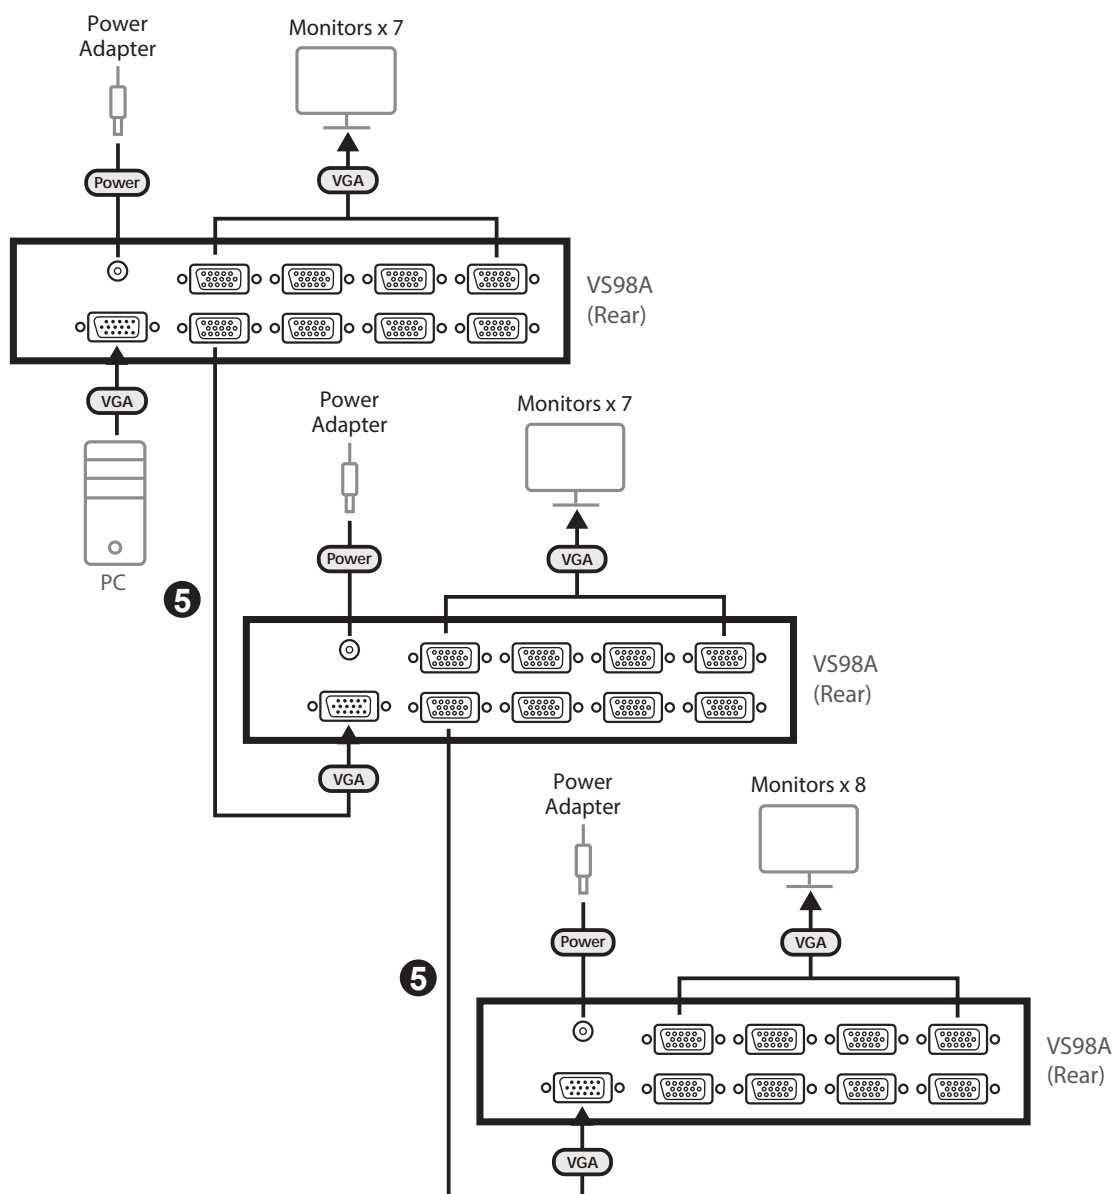 Power
Adapter
Monitors x 7
Power
VGA
VS98A
(Rear)
VGA
PC
Power
Adapter
Monitors x 7
Power
VGA
5
VS98A
(Rear)
VGA
Power
Adapter
Monitors x 8
Power
VGA
5
VS98A
(Rear)
VGA